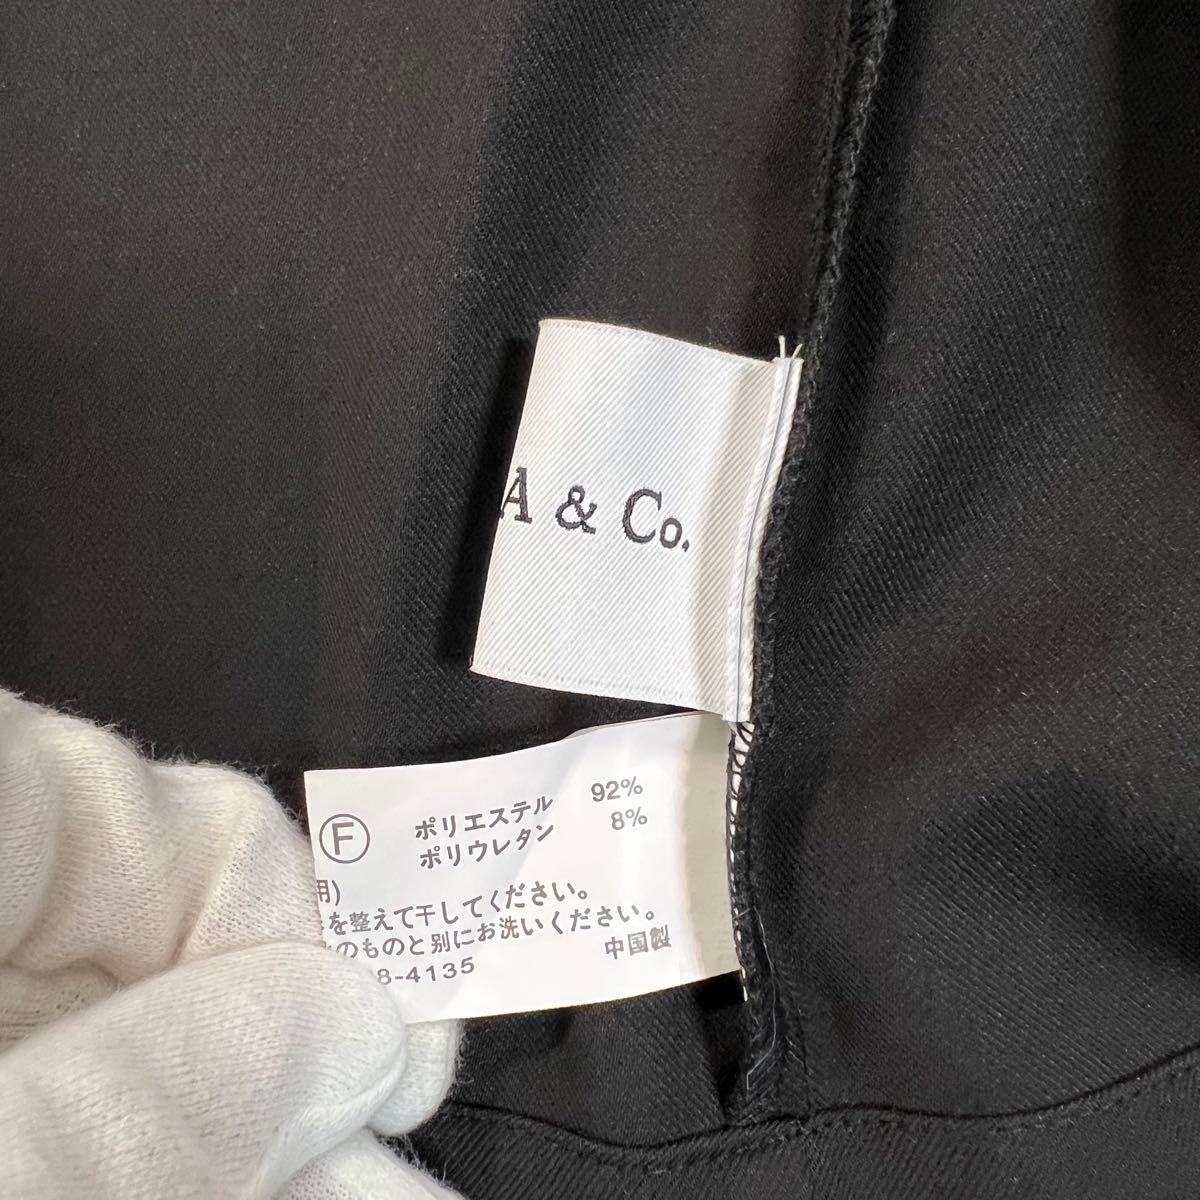 A & Co.
F ポリエステル 92%
ポリウレタン 8%
用)
を整えて干してください。
のものと別にお洗いください。
8-4135 中国製